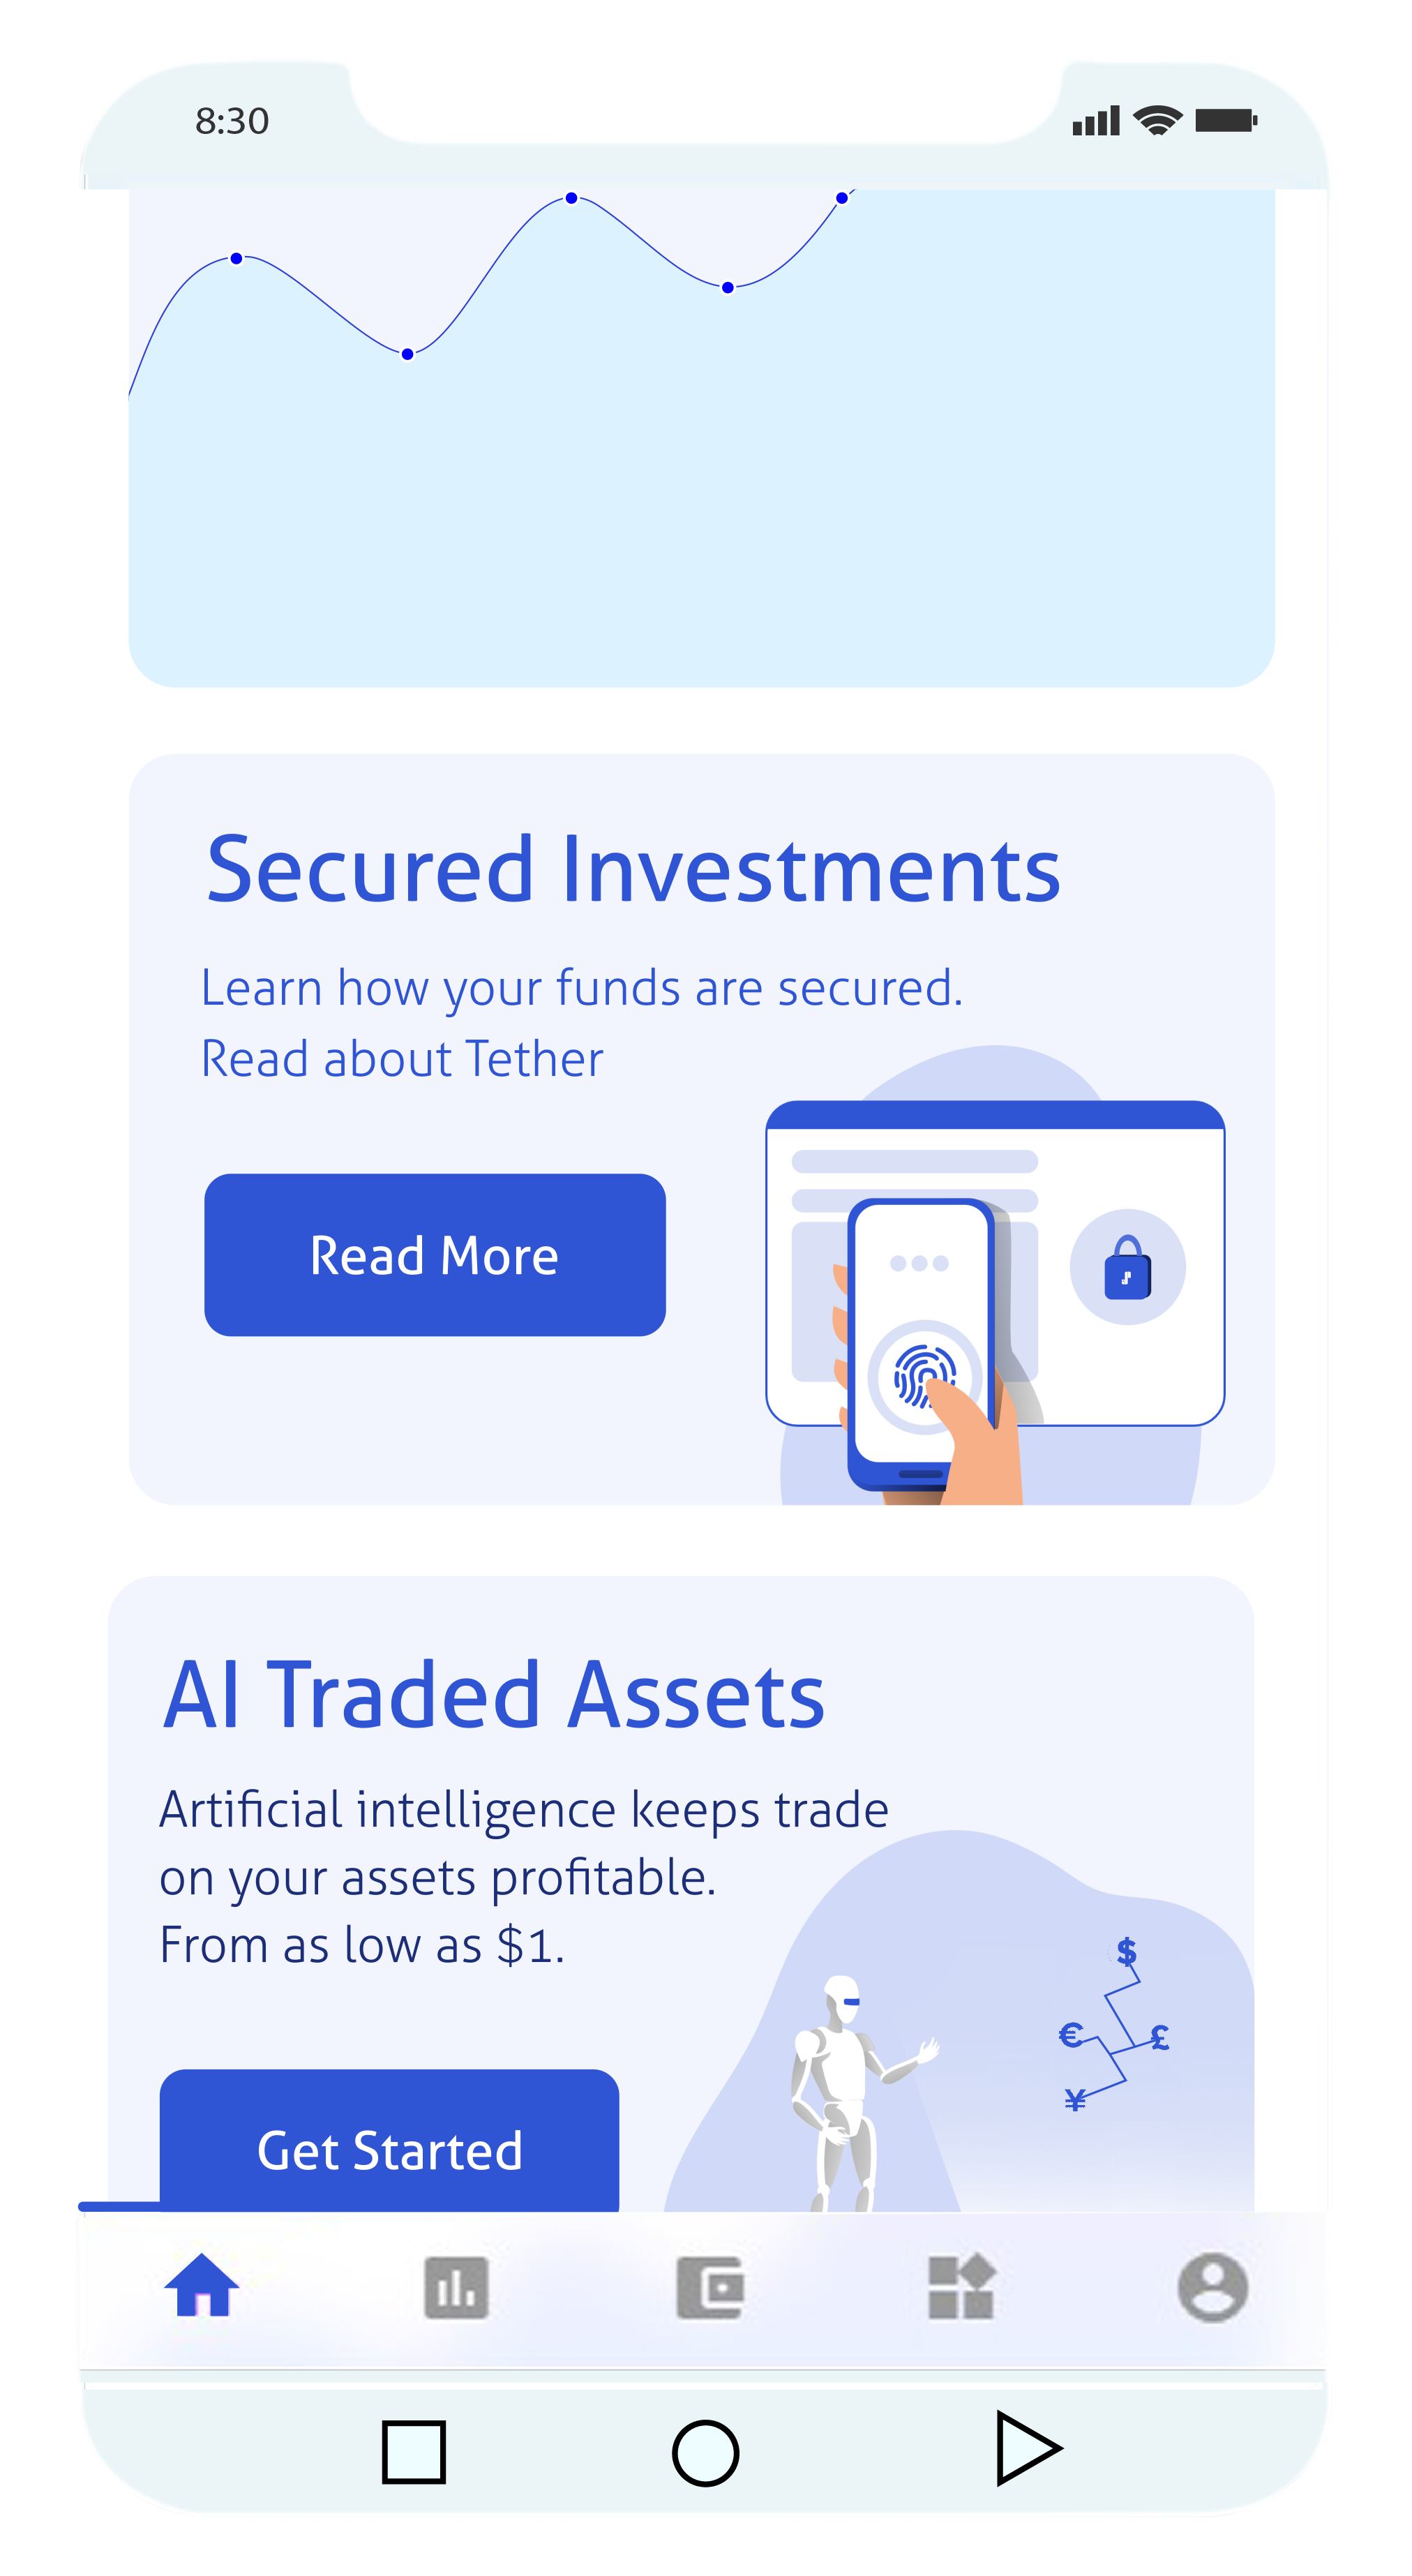 8:30
Secured Investments
Learn how your funds are secured.
Read about Tether
Read More
AI Traded Assets
Artificial intelligence keeps trade
on your assets profitable.
From as low as $1.
$
€ £
¥
Get Started